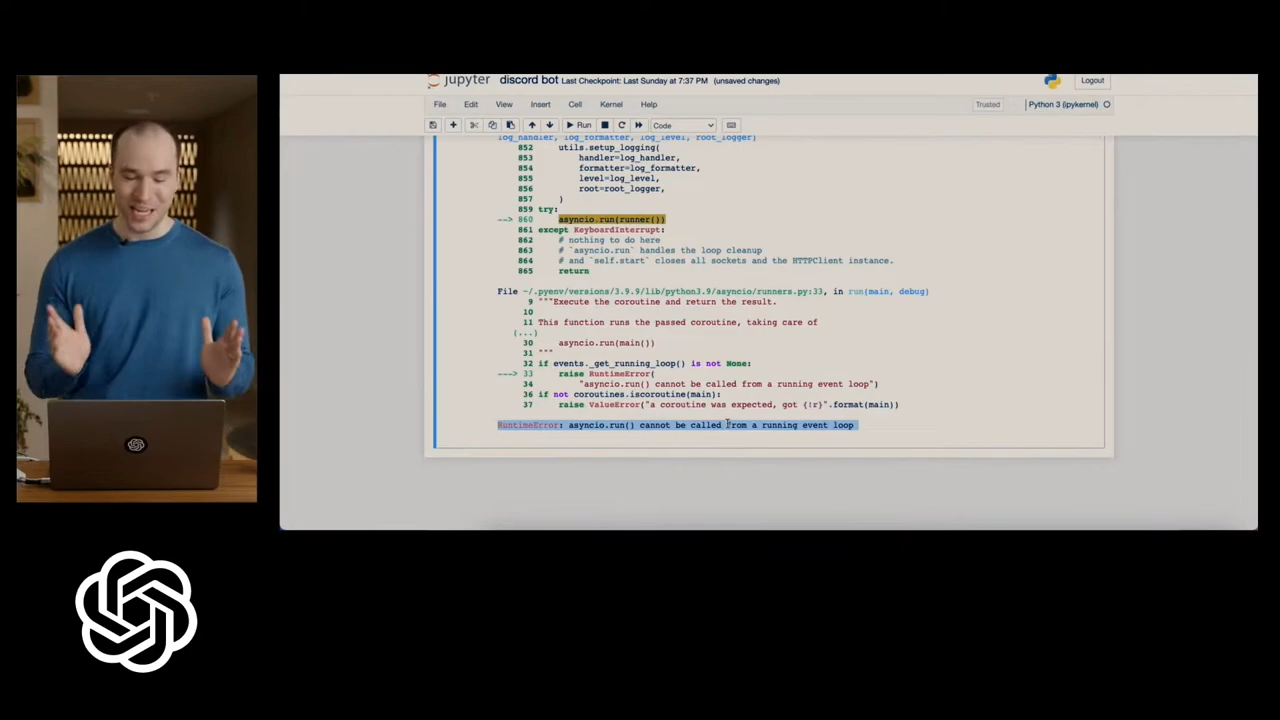 jupyter discord bot Last Checkpoint: Last Sunday at 7:37 PM (unsaved changes)
Logout
File Edit View Insert Cell Kernel Help
Trusted
Python 3 (ipykernel)
Run
Code
log_handler, log_formatter, log_level, root_logger)
852 utils.setup_logging(
853 handler=log_handler,
854 formatter=log_formatter,
855 level=log_level,
856 root=root_logger,
857 )
859 try:
--> 860 asyncio.run(runner())
861 except KeyboardInterrupt:
862 # nothing to do here
863 # `asyncio.run` handles the loop cleanup
864 # and `self.start` closes all sockets and the HTTPClient instance.
865 return
File ~/.pyenv/versions/3.9.9/lib/python3.9/asyncio/runners.py:33, in run(main, debug)
9 """Execute the coroutine and return the result.
10
11 This function runs the passed coroutine, taking care of
(...)
30 asyncio.run(main())
31 """
32 if events._get_running_loop() is not None:
---> 33 raise RuntimeError(
34 "asyncio.run() cannot be called from a running event loop")
36 if not coroutines.iscoroutine(main):
37 raise ValueError("a coroutine was expected, got {!r}".format(main))
RuntimeError: asyncio.run() cannot be called from a running event loop